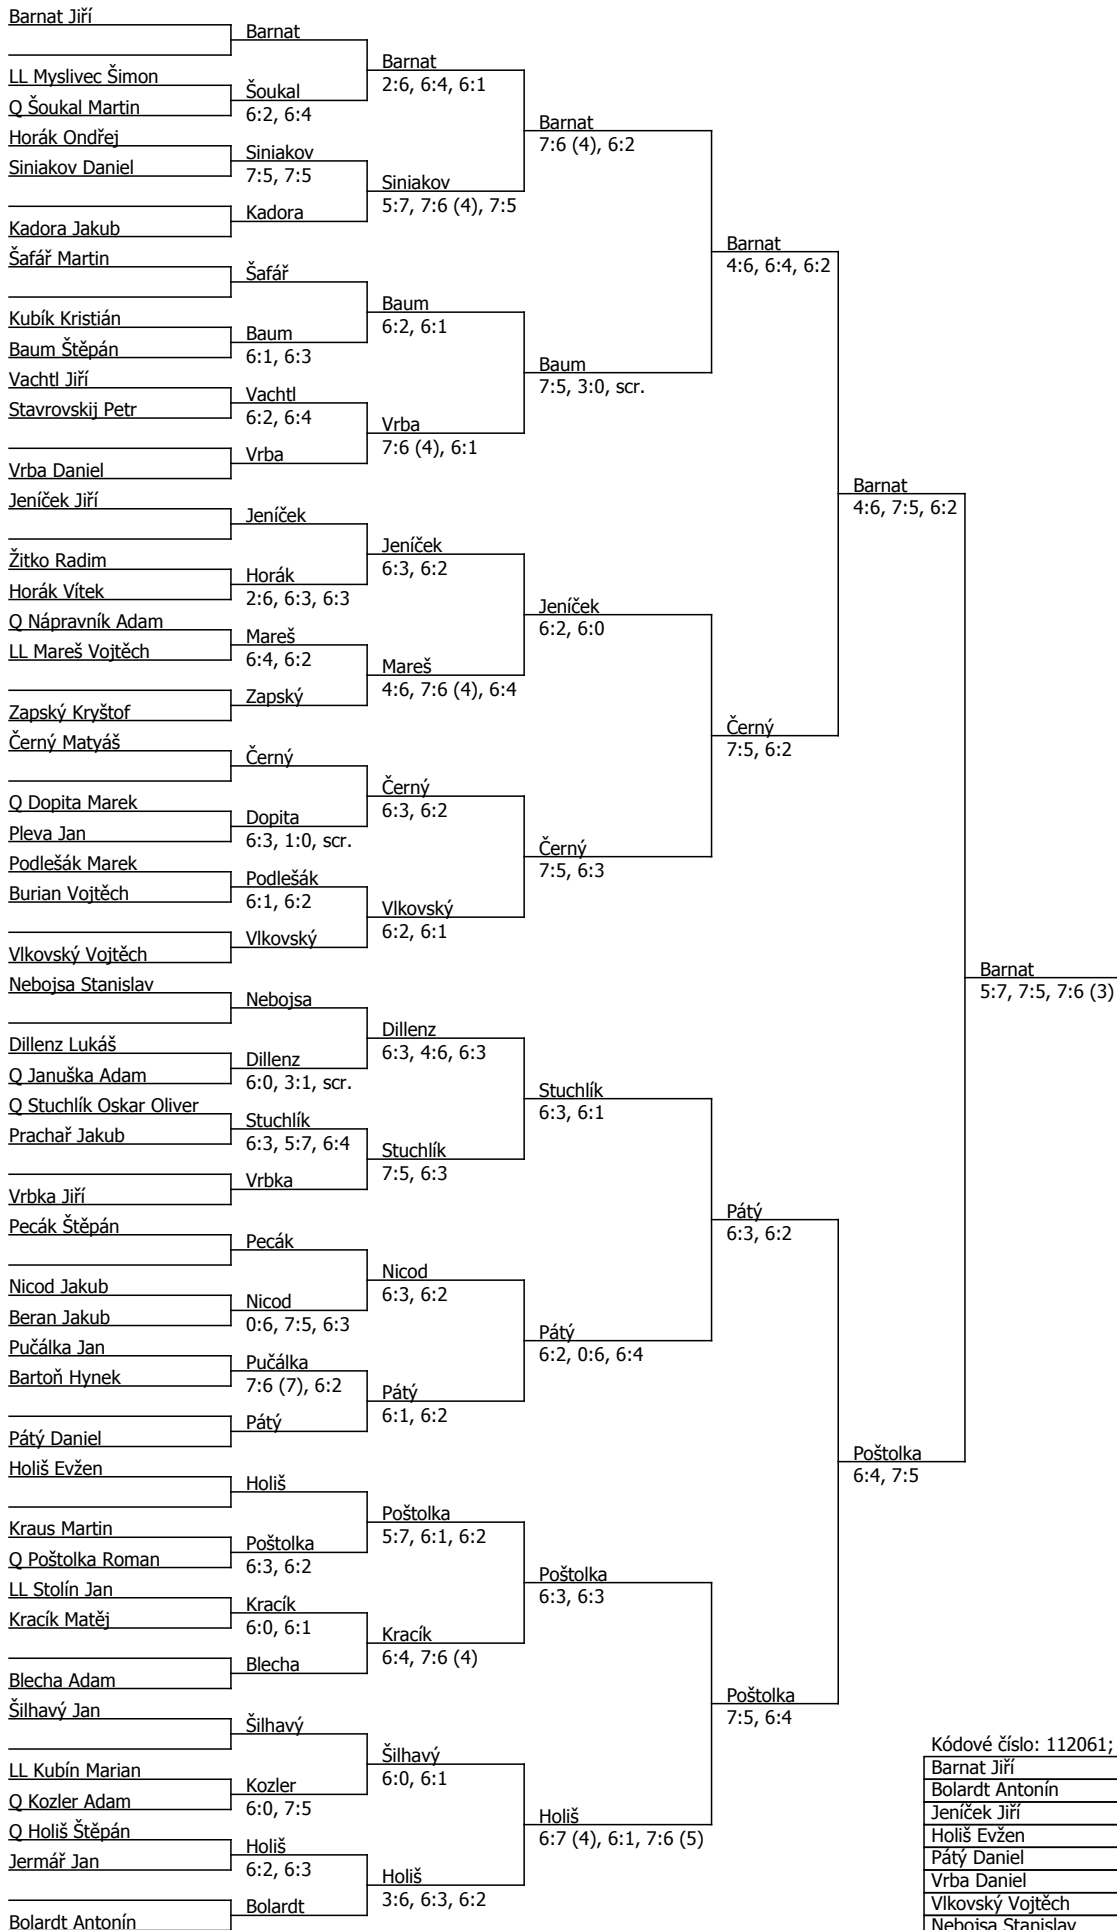 Barnat Jiří
LL Myslivec Šimon
Q Šoukal Martin
Horák Ondřej
Siniakov Daniel
Kadora Jakub
Šafář Martin
Kubík Kristián
Baum Štěpán
Vachtl Jiří
Stavrovskij Petr
Vrba Daniel
Jeníček Jiří
Žitko Radim
Horák Vítek
Q Nápravník Adam
LL Mareš Vojtěch
Zapský Kryštof
Černý Matyáš
Q Dopita Marek
Pleva Jan
Podlešák Marek
Burian Vojtěch
Vlkovský Vojtěch
Nebojsa Stanislav
Dillenz Lukáš
Q Januška Adam
Q Stuchlík Oskar Oliver
Prachař Jakub
Vrbka Jiří
Pecák Štěpán
Nicod Jakub
Beran Jakub
Pučálka Jan
Bartoň Hynek
Pátý Daniel
Holiš Evžen
Kraus Martin
Q Poštolka Roman
LL Stolín Jan
Kracík Matěj
Blecha Adam
Šilhavý Jan
LL Kubín Marian
Q Kozler Adam
Q Holiš Štěpán
Jermář Jan
Bolardt Antonín
Barnat
Šoukal
6:2, 6:4
Siniakov
7:5, 7:5
Kadora
Šafář
Baum
6:1, 6:3
Vachtl
6:2, 6:4
Vrba
Jeníček
Horák
2:6, 6:3, 6:3
Mareš
6:4, 6:2
Zapský
Černý
Dopita
6:3, 1:0, scr.
Podlešák
6:1, 6:2
Vlkovský
Nebojsa
Dillenz
6:0, 3:1, scr.
Stuchlík
6:3, 5:7, 6:4
Vrbka
Pecák
Nicod
0:6, 7:5, 6:3
Pučálka
7:6 (7), 6:2
Pátý
Holiš
Poštolka
6:3, 6:2
Kracík
6:0, 6:1
Blecha
Šilhavý
Kozler
6:0, 7:5
Holiš
6:2, 6:3
Bolardt
Barnat
2:6, 6:4, 6:1
Siniakov
5:7, 7:6 (4), 7:5
Baum
6:2, 6:1
Vrba
7:6 (4), 6:1
Jeníček
6:3, 6:2
Mareš
4:6, 7:6 (4), 6:4
Černý
6:3, 6:2
Vlkovský
6:2, 6:1
Dillenz
6:3, 4:6, 6:3
Stuchlík
7:5, 6:3
Nicod
6:3, 6:2
Pátý
6:1, 6:2
Poštolka
5:7, 6:1, 6:2
Kracík
6:4, 7:6 (4)
Šilhavý
6:0, 6:1
Holiš
3:6, 6:3, 6:2
Barnat
7:6 (4), 6:2
Baum
7:5, 3:0, scr.
Jeníček
6:2, 6:0
Černý
7:5, 6:3
Stuchlík
6:3, 6:1
Pátý
6:2, 0:6, 6:4
Poštolka
6:3, 6:3
Holiš
6:7 (4), 6:1, 7:6 (5)
Barnat
4:6, 6:4, 6:2
Černý
7:5, 6:2
Pátý
6:3, 6:2
Poštolka
7:5, 6:4
Barnat
4:6, 7:5, 6:2
Poštolka
6:4, 7:5
Barnat
5:7, 7:5, 7:6 (3)
Kódové číslo: 112061;
Barnat Jiří
Bolardt Antonín
Jeníček Jiří
Holiš Evžen
Pátý Daniel
Vrba Daniel
Vlkovský Vojtěch
Nebojsa Stanislav